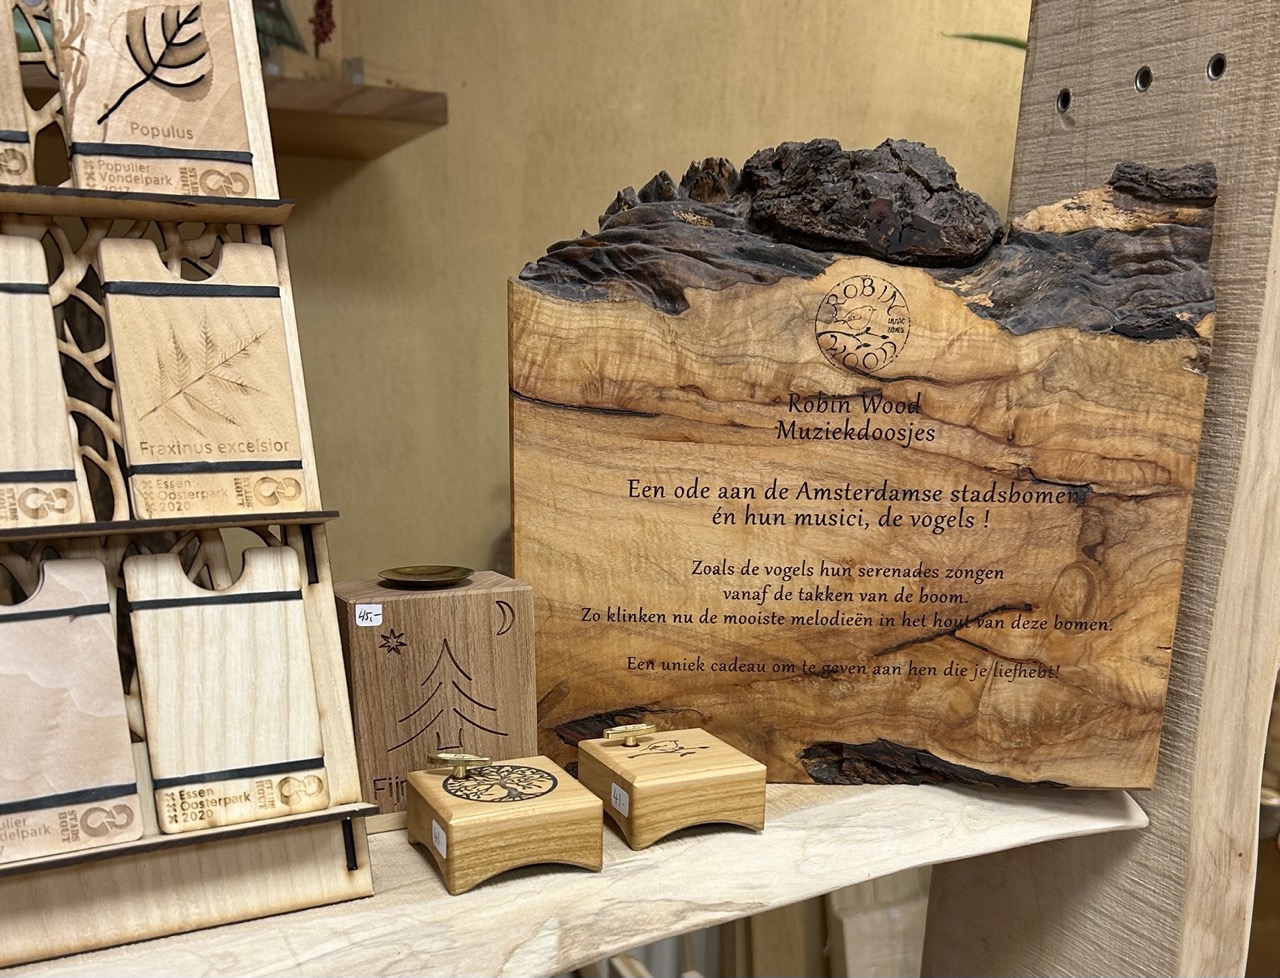 Populus
Populier
Vondelpark
2017
STADS
HOUT
Fraxinus excelsior
Essen
Oosterpark
2020
STADS
HOUT
Essen
Oosterpark
2020
STADS
HOUT
STADS
HOUT
45,-
41,-
41,-
ROBIN
MUSIC
BOXES
WOOD
Robin Wood
Muziekdoosjes
Een ode aan de Amsterdamse stadsbomen,
én hun musici, de vogels !
Zoals de vogels hun serenades zongen
vanaf de takken van de boom.
Zo klinken nu de mooiste melodieën in het hout van deze bomen.
Een uniek cadeau om te geven aan hen die je liefhebt!